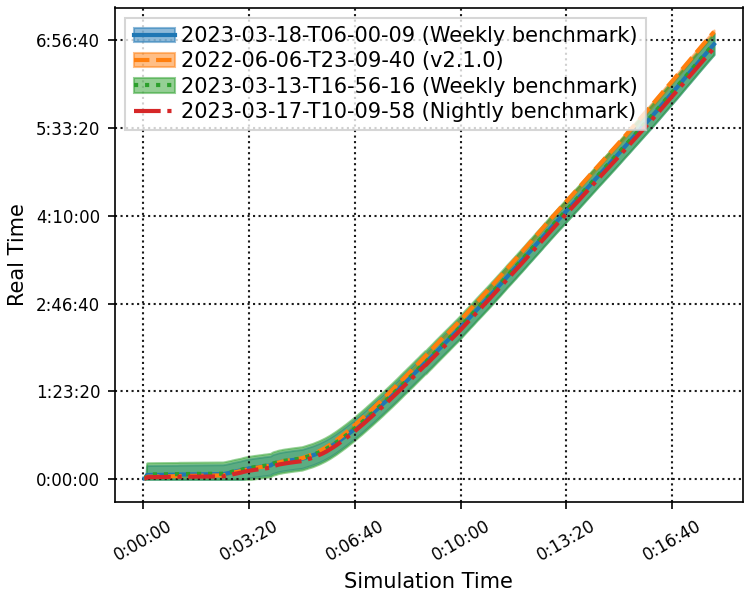 2023-03-18-T06-00-09 (Weekly benchmark)
2022-06-06-T23-09-40 (v2.1.0)
2023-03-13-T16-56-16 (Weekly benchmark)
2023-03-17-T10-09-58 (Nightly benchmark)
6:56:40
5:33:20
4:10:00
2:46:40
1:23:20
0:00:00
Real Time
0:00:00
0:03:20
0:06:40
0:10:00
0:13:20
0:16:40
Simulation Time